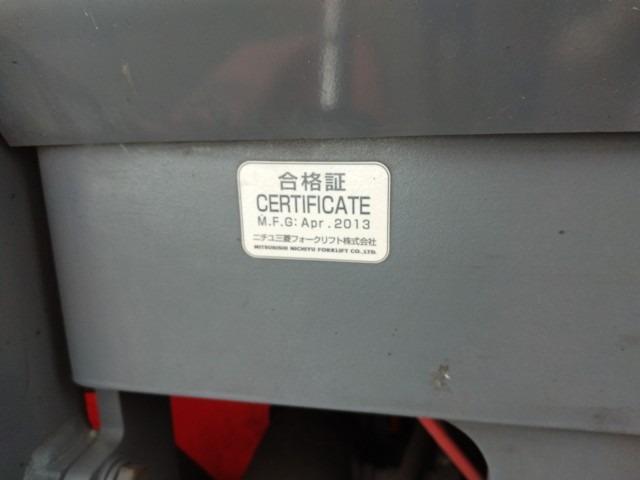 合格証
CERTIFICATE
M.F.G: Apr.2013
ニチユ三菱フォークリフト株式会社
MITSUBISHI NICHIYU FORKLIFT CO.,LTD.